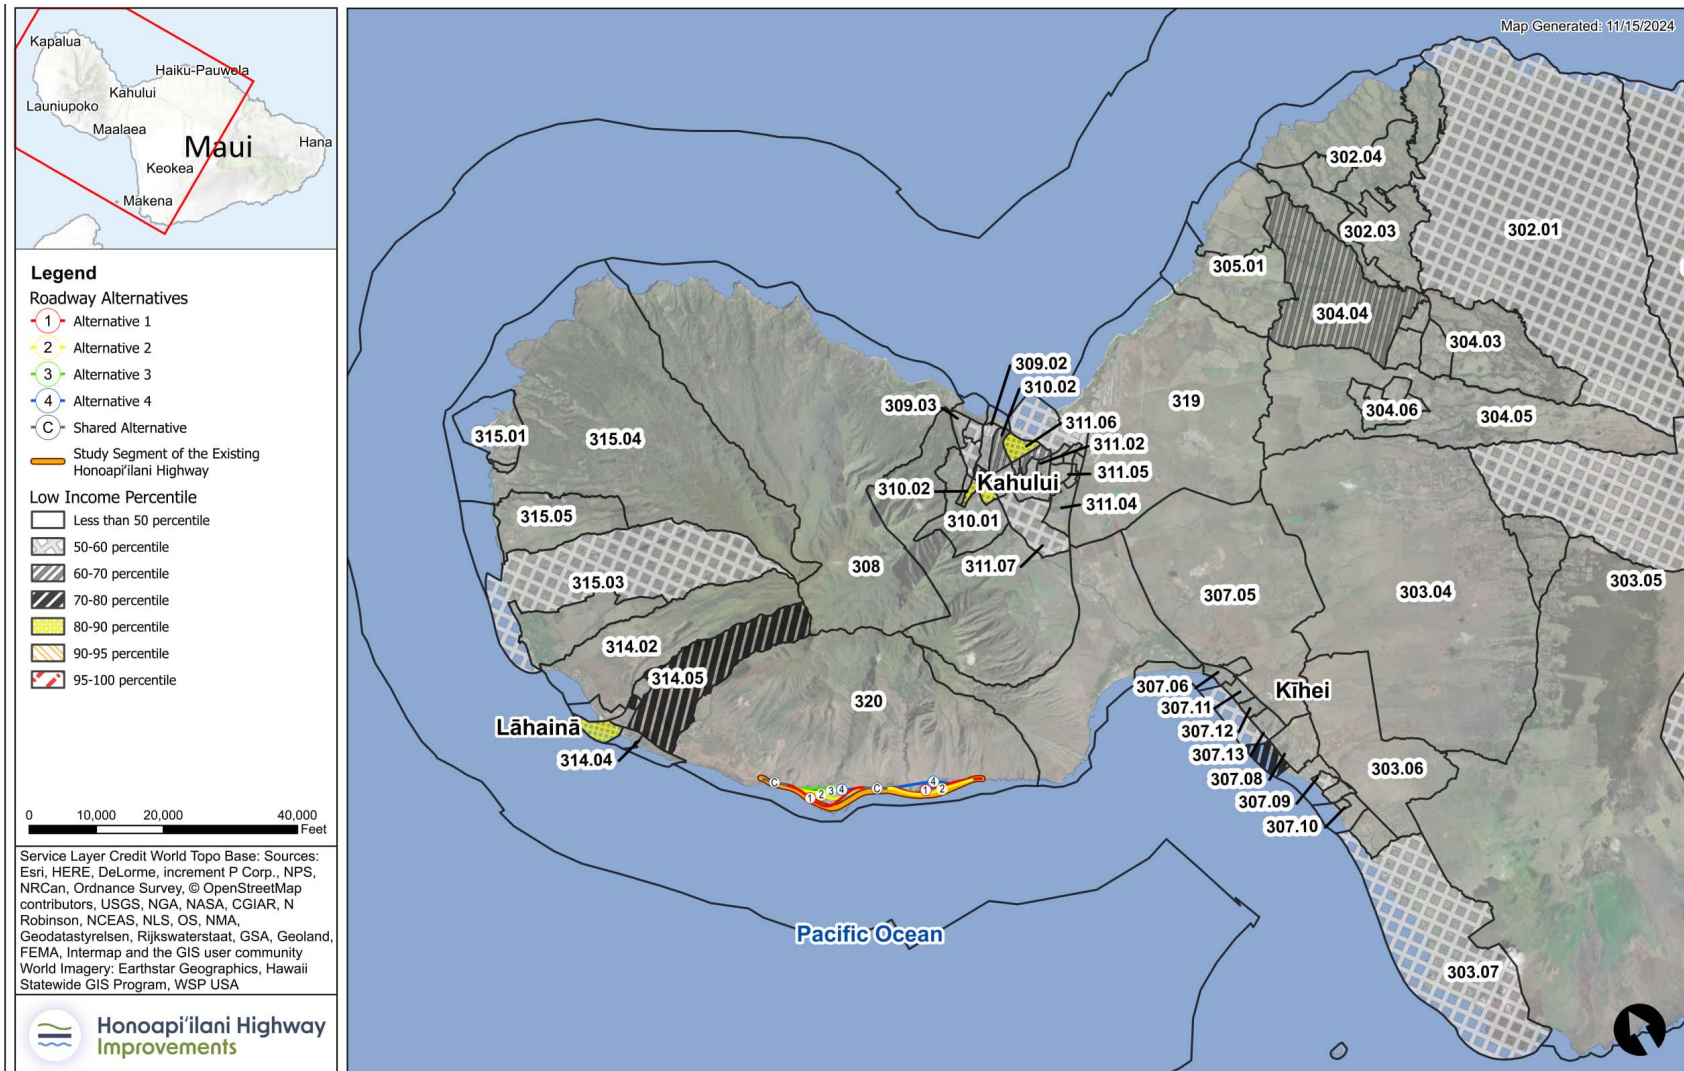 Kapalua
Haiku-Pauwela
Kahului
Launiupoko
Maalaea
Maui
Hana
Keokea
Makena
Legend
Roadway Alternatives
1 Alternative 1
2 Alternative 2
3 Alternative 3
4 Alternative 4
C Shared Alternative
Study Segment of the Existing
Honoapiʻilani Highway
Low Income Percentile
Less than 50 percentile
50-60 percentile
60-70 percentile
70-80 percentile
80-90 percentile
90-95 percentile
95-100 percentile
0 10,000 20,000 40,000
Feet
Service Layer Credit World Topo Base: Sources:
Esri, HERE, DeLorme, increment P Corp., NPS,
NRCan, Ordnance Survey, © OpenStreetMap
contributors, USGS, NGA, NASA, CGIAR, N
Robinson, NCEAS, NLS, OS, NMA,
Geodatastyrelsen, Rijkswaterstaat, GSA, Geoland,
FEMA, Intermap and the GIS user community
World Imagery: Earthstar Geographics, Hawaii
Statewide GIS Program, WSP USA
Honoapiʻilani Highway
Improvements
Map Generated: 11/15/2024
302.04
302.03
302.01
305.01
304.04
304.03
309.02
310.02
309.03
319
304.06
304.05
311.06
315.01
315.04
311.02
311.05
Kahului
310.02
311.04
315.05
310.01
308
311.07
315.03
307.05
303.04
303.05
314.02
314.05
320
307.06
Kīhei
307.11
Lāhainā
307.12
307.13
314.04
307.08
303.06
307.09
307.10
C
1
2
3
4
C
4
1
2
Pacific Ocean
303.07